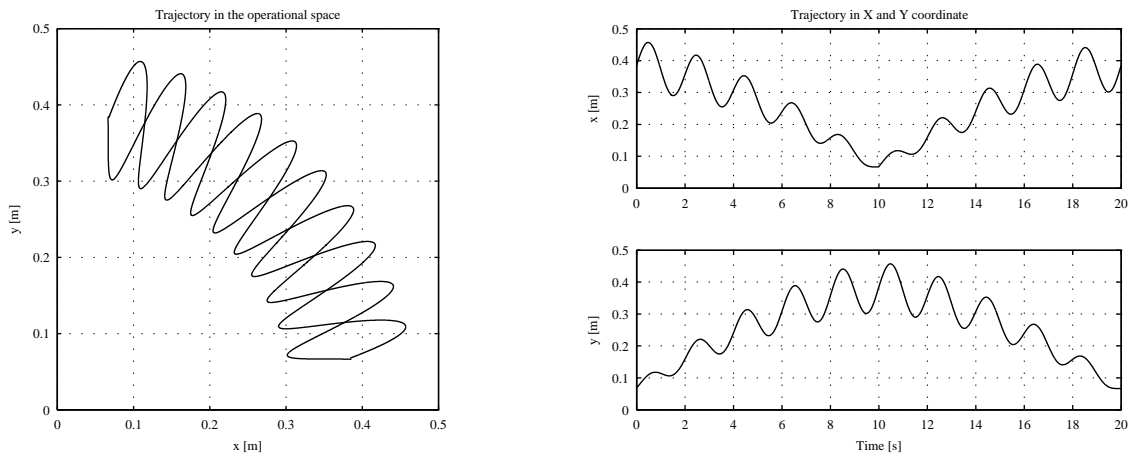 Trajectory in the operational space
0.5
0.4
0.3
0.2
0.1
0
y [m]
0 0.1 0.2 0.3 0.4 0.5
x [m]
Trajectory in X and Y coordinate
0.5
0.4
0.3
0.2
0.1
0
x [m]
0 2 4 6 8 10 12 14 16 18 20
0.5
0.4
0.3
0.2
0.1
0
y [m]
0 2 4 6 8 10 12 14 16 18 20
Time [s]